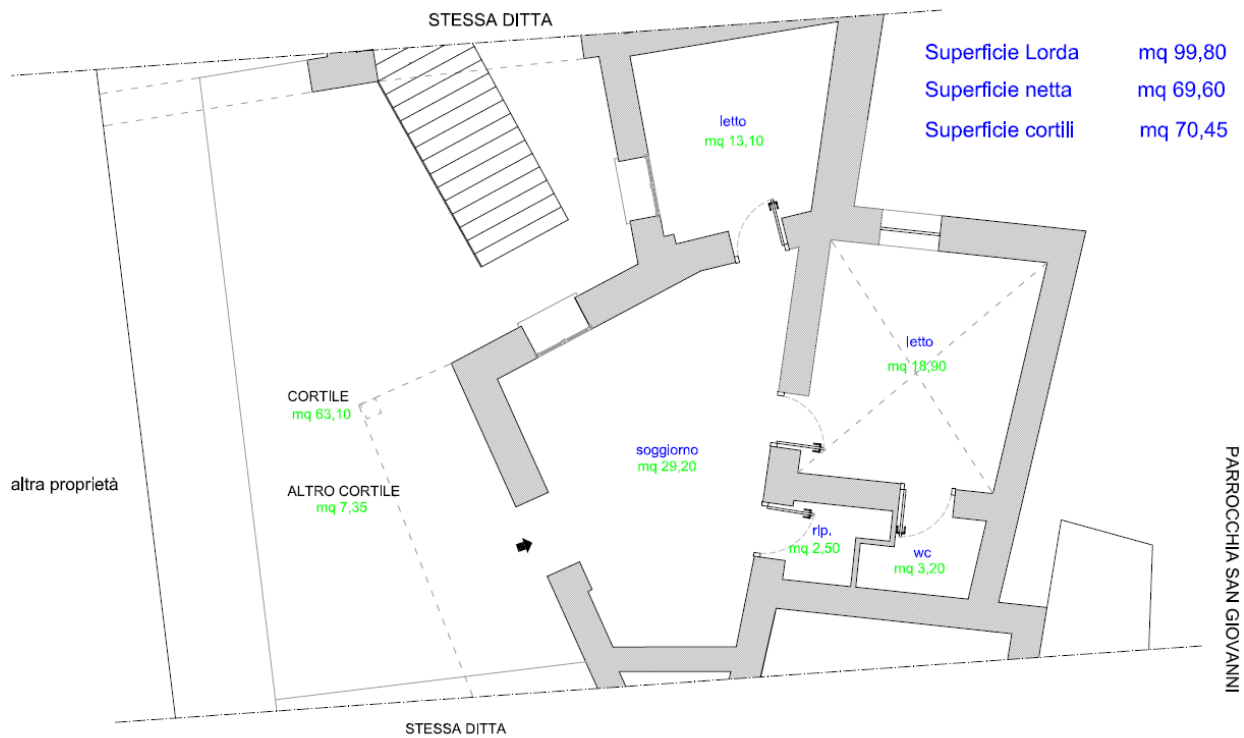 STESSA DITTA
Superficie Lorda mq 99,80
Superficie netta mq 69,60
Superficie cortili mq 70,45
letto
mq 13,10
letto
mq 18,90
CORTILE
mq 63,10
soggiorno
mq 29,20
altra proprietà
ALTRO CORTILE
mq 7,35
rip.
mq 2,50
wc
mq 3,20
PARROCCHIA SAN GIOVANNI
STESSA DITTA